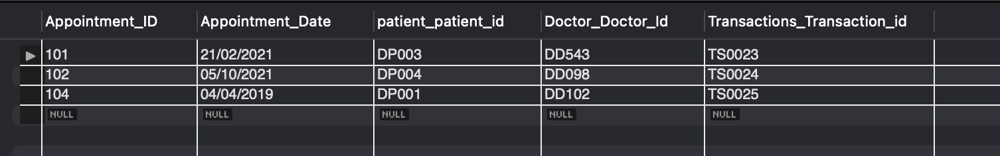 Appointment_ID Appointment_Date patient_patient_id Doctor_Doctor_Id Transactions_Transaction_id
101 21/02/2021 DP003 DD543 TS0023
102 05/10/2021 DP004 DD098 TS0024
104 04/04/2019 DP001 DD102 TS0025
NULL NULL NULL NULL NULL